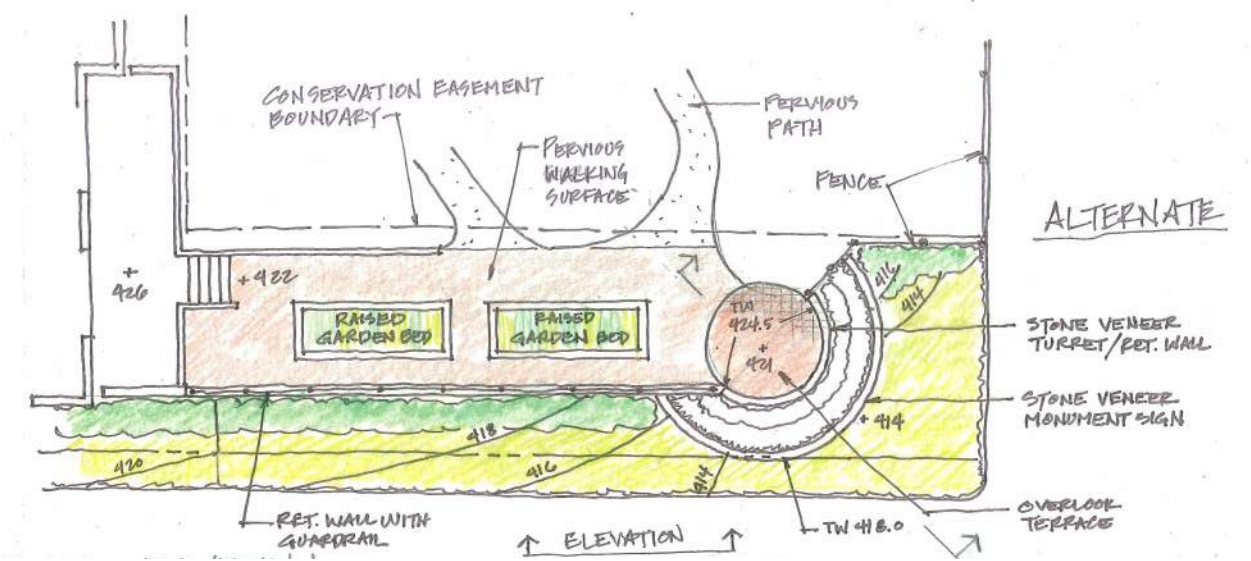 CONSERVATION EASEMENT
BOUNDARY
PERVIOUS
PATH
PERVIOUS
WALKING
SURFACE
FENCE
ALTERNATE
+
426
+ 422
RAISED
GARDEN BED
RAISED
GARDEN BED
TW
424.5
+
421
416
414
STONE VENEER
TURRET/RET. WALL
STONE VENEER
MONUMENT SIGN
+ 414
418
420
416
414
RET. WALL WITH
GUARDRAIL
ELEVATION
TW 418.0
OVERLOOK
TERRACE